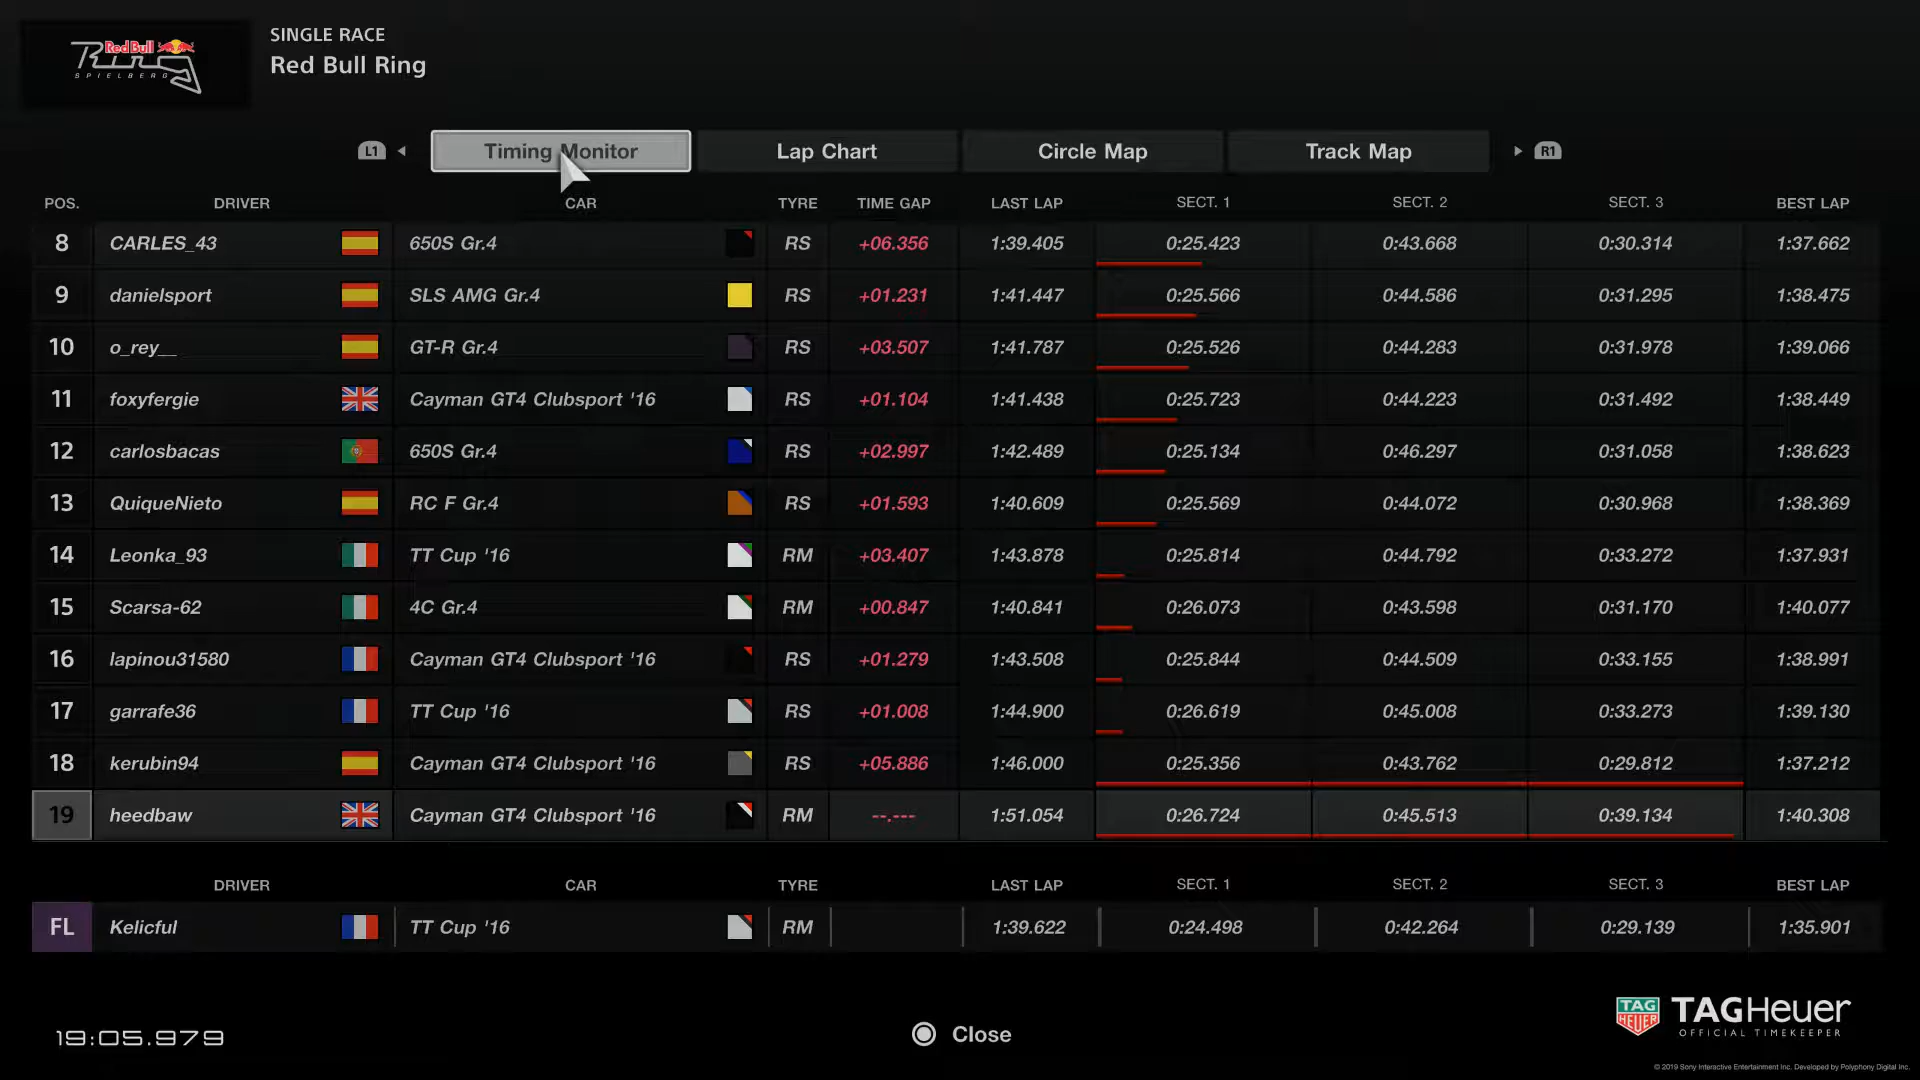 Red Bull
Ring
SPIELBERG
SINGLE RACE
Red Bull Ring
L1 Timing Monitor Lap Chart Circle Map Track Map R1
POS. DRIVER CAR TYRE TIME GAP LAST LAP SECT. 1 SECT. 2 SECT. 3 BEST LAP
8 CARLES_43 650S Gr.4 RS +06.356 1:39.405 0:25.423 0:43.668 0:30.314 1:37.662
9 danielsport SLS AMG Gr.4 RS +01.231 1:41.447 0:25.566 0:44.586 0:31.295 1:38.475
10 o_rey__ GT-R Gr.4 RS +03.507 1:41.787 0:25.526 0:44.283 0:31.978 1:39.066
11 foxyfergie Cayman GT4 Clubsport '16 RS +01.104 1:41.438 0:25.723 0:44.223 0:31.492 1:38.449
12 carlosbacas 650S Gr.4 RS +02.997 1:42.489 0:25.134 0:46.297 0:31.058 1:38.623
13 QuiqueNieto RC F Gr.4 RS +01.593 1:40.609 0:25.569 0:44.072 0:30.968 1:38.369
14 Leonka_93 TT Cup '16 RM +03.407 1:43.878 0:25.814 0:44.792 0:33.272 1:37.931
15 Scarsa-62 4C Gr.4 RM +00.847 1:40.841 0:26.073 0:43.598 0:31.170 1:40.077
16 lapinou31580 Cayman GT4 Clubsport '16 RS +01.279 1:43.508 0:25.844 0:44.509 0:33.155 1:38.991
17 garrafe36 TT Cup '16 RS +01.008 1:44.900 0:26.619 0:45.008 0:33.273 1:39.130
18 kerubin94 Cayman GT4 Clubsport '16 RS +05.886 1:46.000 0:25.356 0:43.762 0:29.812 1:37.212
19 heedbaw Cayman GT4 Clubsport '16 RM --.--- 1:51.054 0:26.724 0:45.513 0:39.134 1:40.308
DRIVER CAR TYRE LAST LAP SECT. 1 SECT. 2 SECT. 3 BEST LAP
FL Kelicful TT Cup '16 RM 1:39.622 0:24.498 0:42.264 0:29.139 1:35.901
19:05.979
Close
TAG HEUER TAGHeuer
OFFICIAL TIMEKEEPER
© 2019 Sony Interactive Entertainment Inc. Developed by Polyphony Digital Inc.